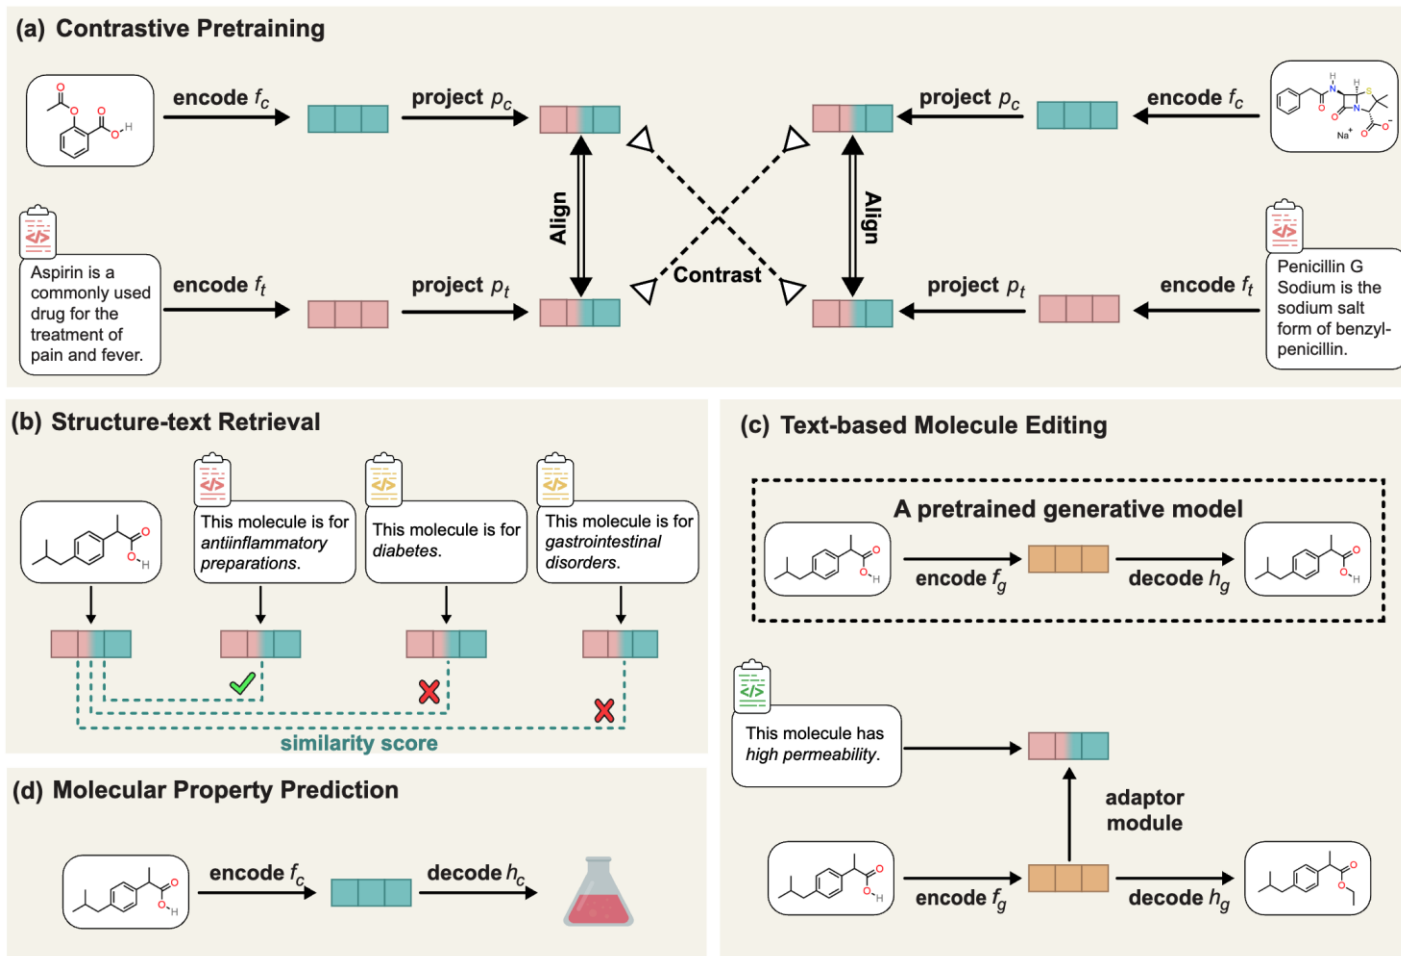 (a) Contrastive Pretraining
encode fc
project pc
project pc
encode fc
O
O
O
O
H
H
H
N
S
O
N
O
O⁻
Na⁺
Align
Align
Contrast
</>
Aspirin is a
commonly used
drug for the
treatment of
pain and fever.
encode ft
project pt
project pt
encode ft
</>
Penicillin G
Sodium is the
sodium salt
form of benzyl-
penicillin.
(b) Structure-text Retrieval
O
O
H
</>
This molecule is for
antiinflammatory
preparations.
</>
This molecule is for
diabetes.
</>
This molecule is for
gastrointestinal
disorders.
similarity score
(c) Text-based Molecule Editing
A pretrained generative model
O
O
H
encode fg
decode hg
O
O
H
</>
This molecule has
high permeability.
adaptor
module
O
O
H
encode fg
decode hg
O
O
(d) Molecular Property Prediction
O
O
H
encode fc
decode hc